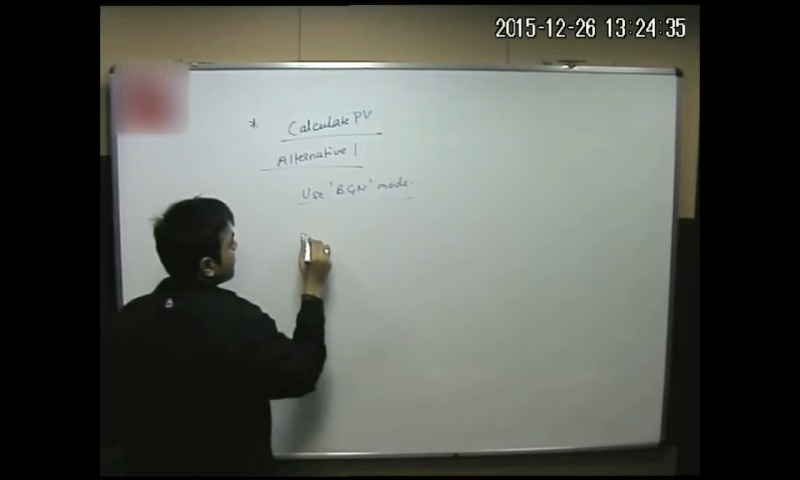 2015-12-26 13:24:35
* Calculate PV
Alternative 1
Use "BGN" mode.